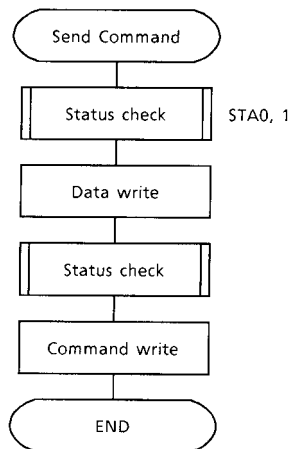 Send Command
Status check STA0, 1
Data write
Status check
Command write
END